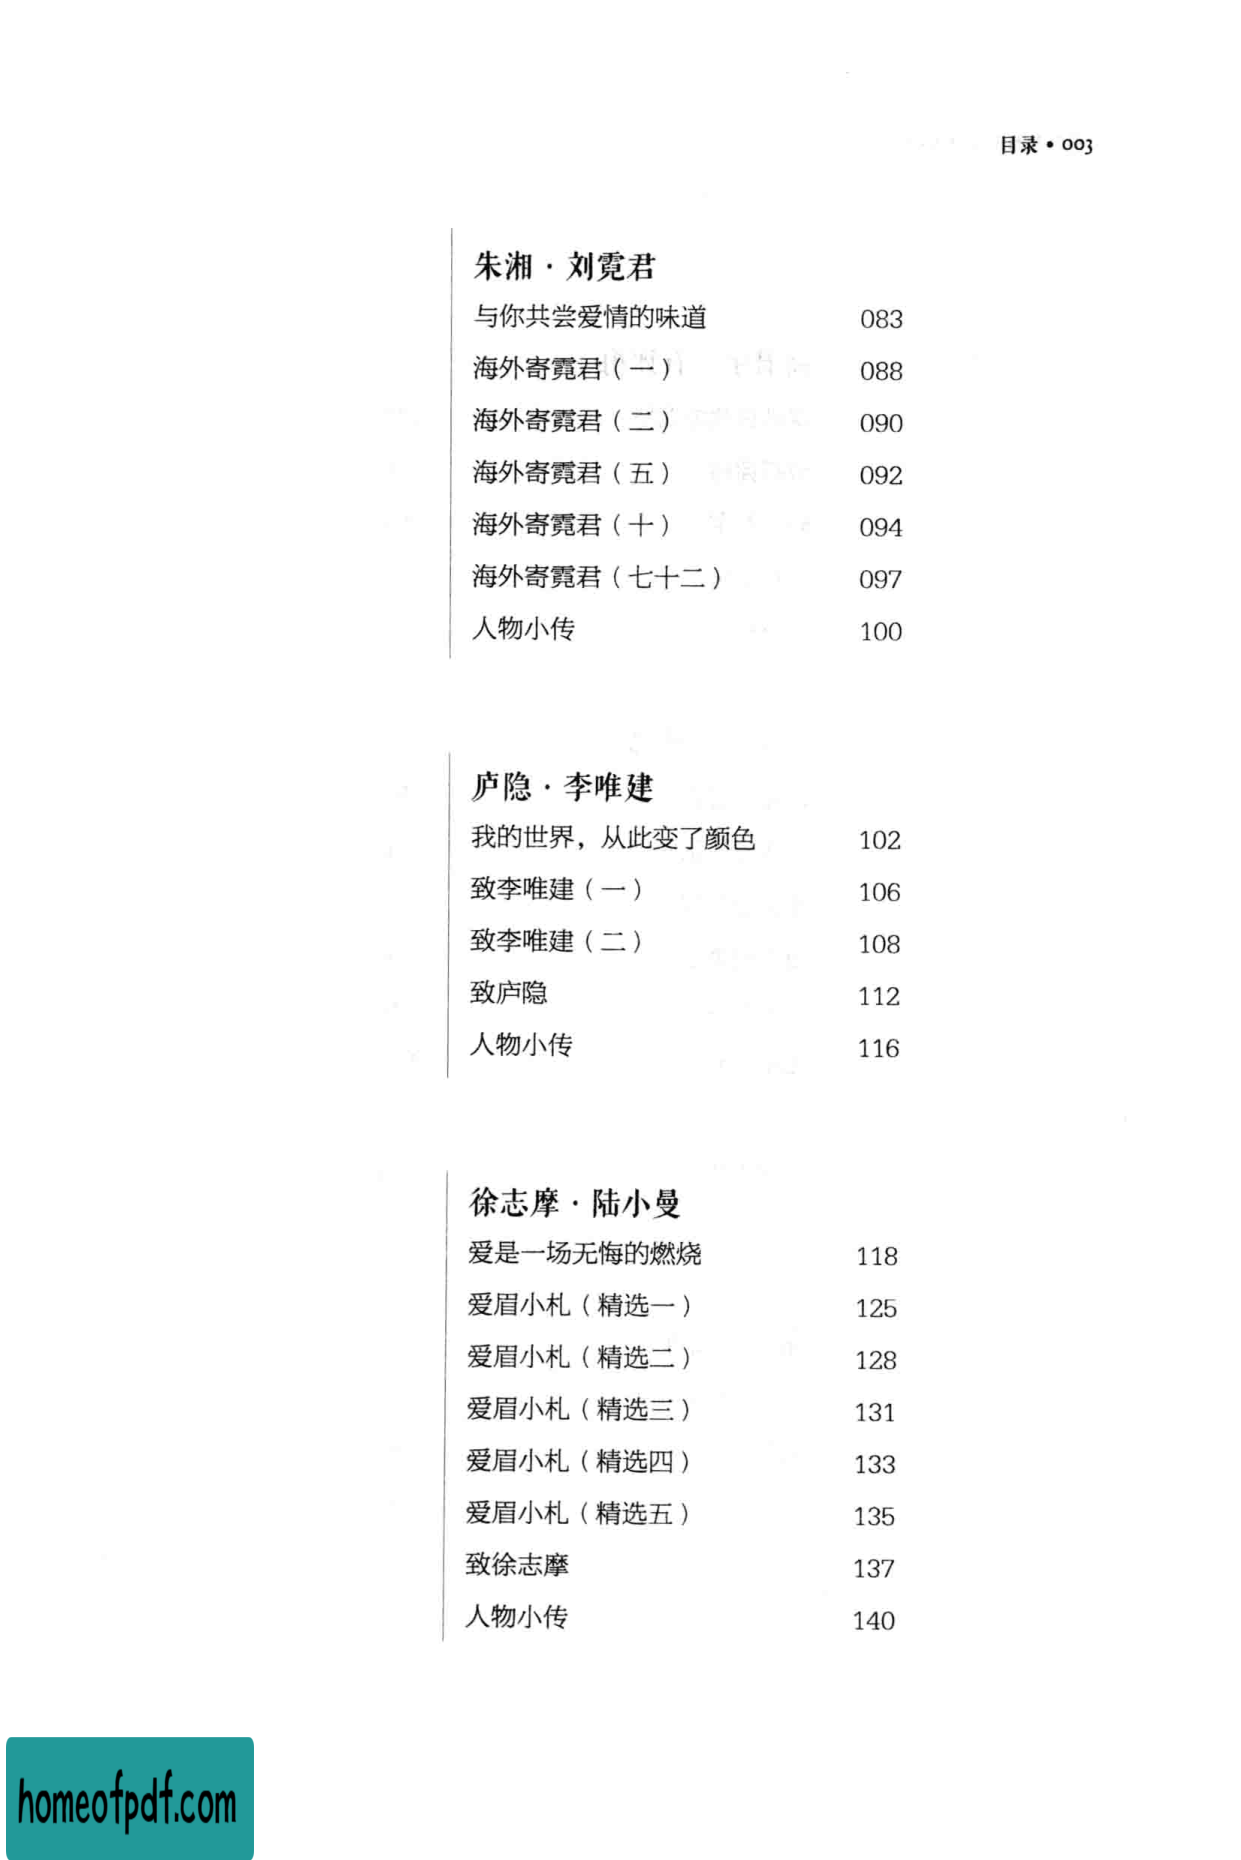 目录 • 003
朱湘 · 刘霓君
与你共尝爱情的味道 083
海外寄霓君（一） 088
海外寄霓君（二） 090
海外寄霓君（五） 092
海外寄霓君（十） 094
海外寄霓君（七十二） 097
人物小传 100
庐隐 · 李唯建
我的世界，从此变了颜色 102
致李唯建（一） 106
致李唯建（二） 108
致庐隐 112
人物小传 116
徐志摩 · 陆小曼
爱是一场无悔的燃烧 118
爱眉小札（精选一） 125
爱眉小札（精选二） 128
爱眉小札（精选三） 131
爱眉小札（精选四） 133
爱眉小札（精选五） 135
致徐志摩 137
人物小传 140
homeofpdf.com